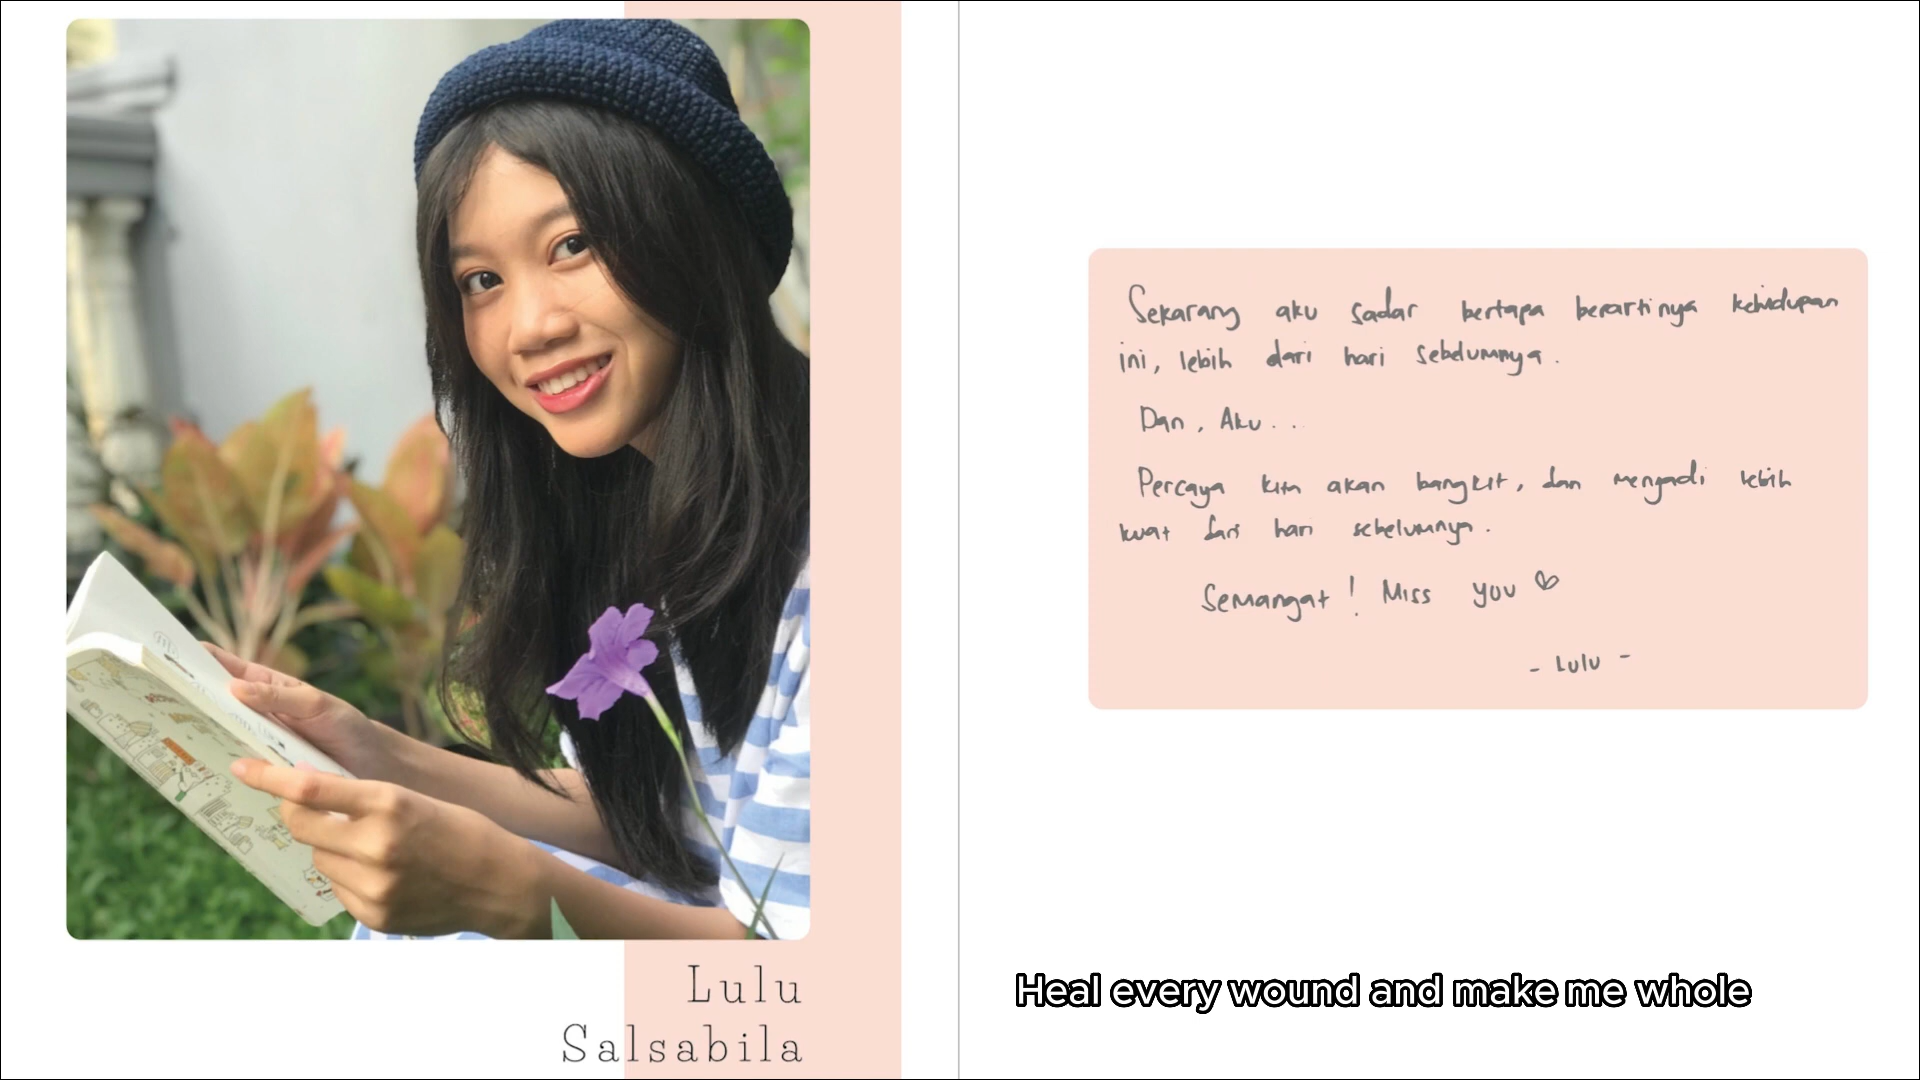 Lulu
Salsabila
Sekarang aku sadar bertapa berartinya kehidupan
ini, lebih dari hari sebelumnya.
Dan, Aku...
Percaya kita akan bangkit, dan menjadi lebih
kuat dari hari sebelumnya.
Semangat! Miss you
- Lulu -
Heal every wound and make me whole